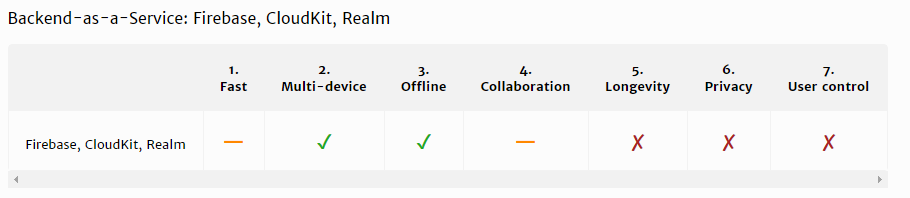 Backend-as-a-Service: Firebase, CloudKit, Realm
1. 2. 3. 4. 5. 6. 7.
Fast Multi-device Offline Collaboration Longevity Privacy User control
Firebase, CloudKit, Realm — ✓ ✓ — ✗ ✗ ✗